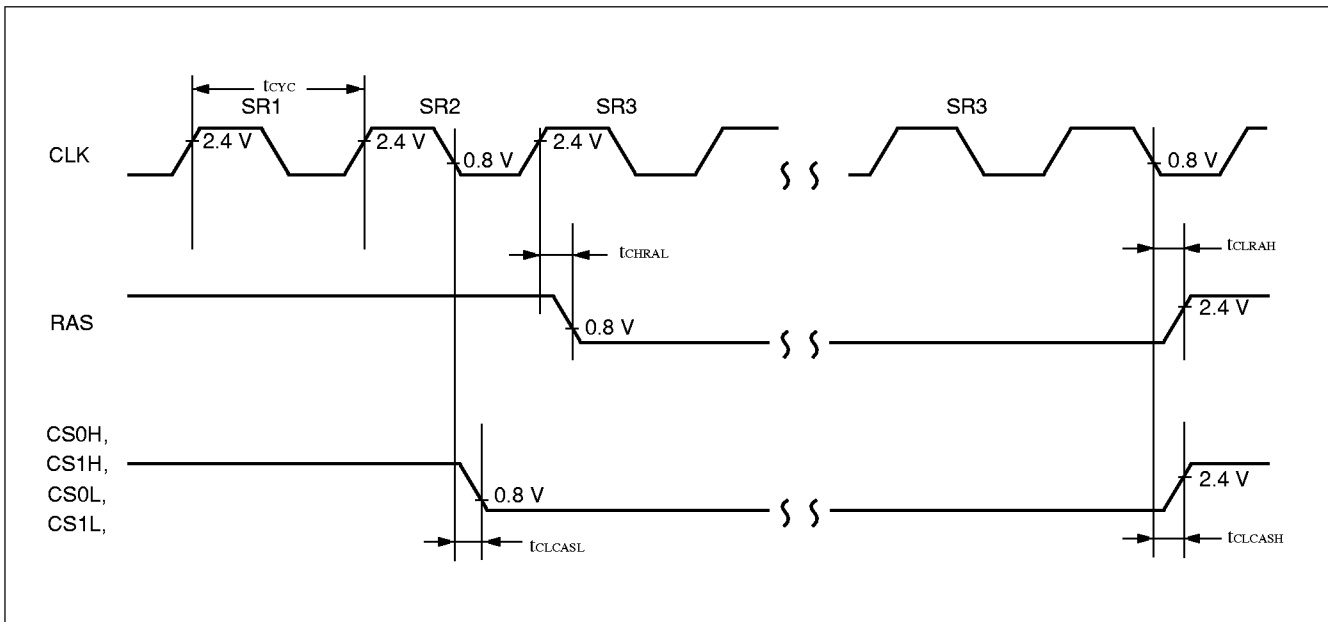 tCYC
SR1 SR2 SR3 SR3
CLK
2.4 V 2.4 V 0.8 V 2.4 V 0.8 V
tCHRAL tCLRAH
RAS
0.8 V 2.4 V
CS0H,
CS1H,
CS0L,
CS1L,
0.8 V 2.4 V
tCLCASL tCLCASH